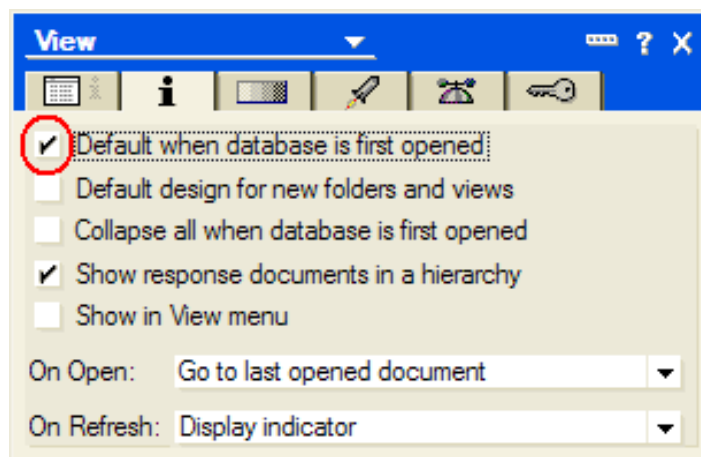 View
?
i
Default when database is first opened
Default design for new folders and views
Collapse all when database is first opened
Show response documents in a hierarchy
Show in View menu
On Open: Go to last opened document
On Refresh: Display indicator